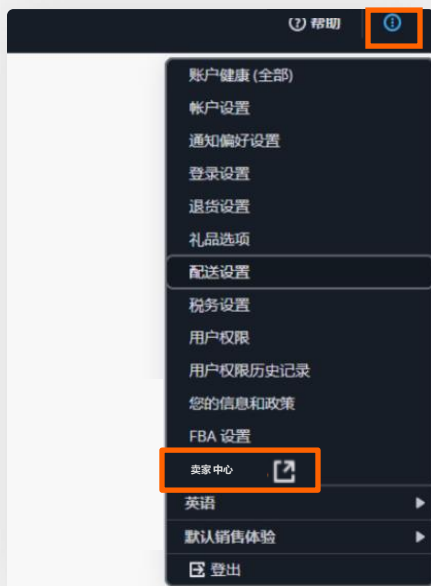 帮助
账户健康 (全部)
帐户设置
通知偏好设置
登录设置
退货设置
礼品选项
配送设置
税务设置
用户权限
用户权限历史记录
您的信息和政策
FBA 设置
卖家中心
英语
默认销售体验
登出